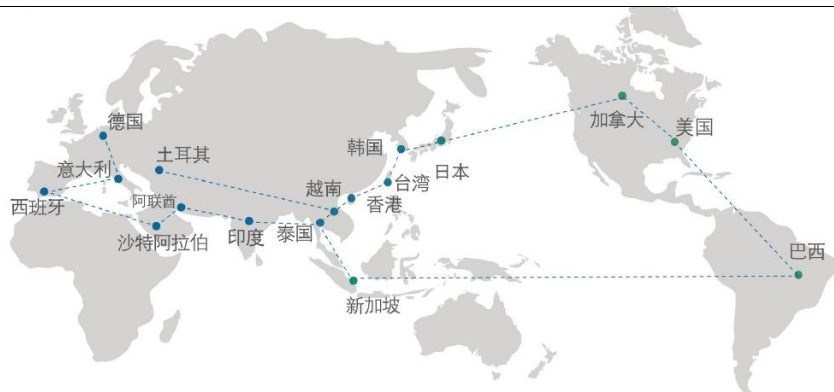 德国
加拿大
美国
土耳其
韩国
日本
意大利
越南
台湾
西班牙
阿联酋
香港
沙特阿拉伯
印度
泰国
巴西
新加坡